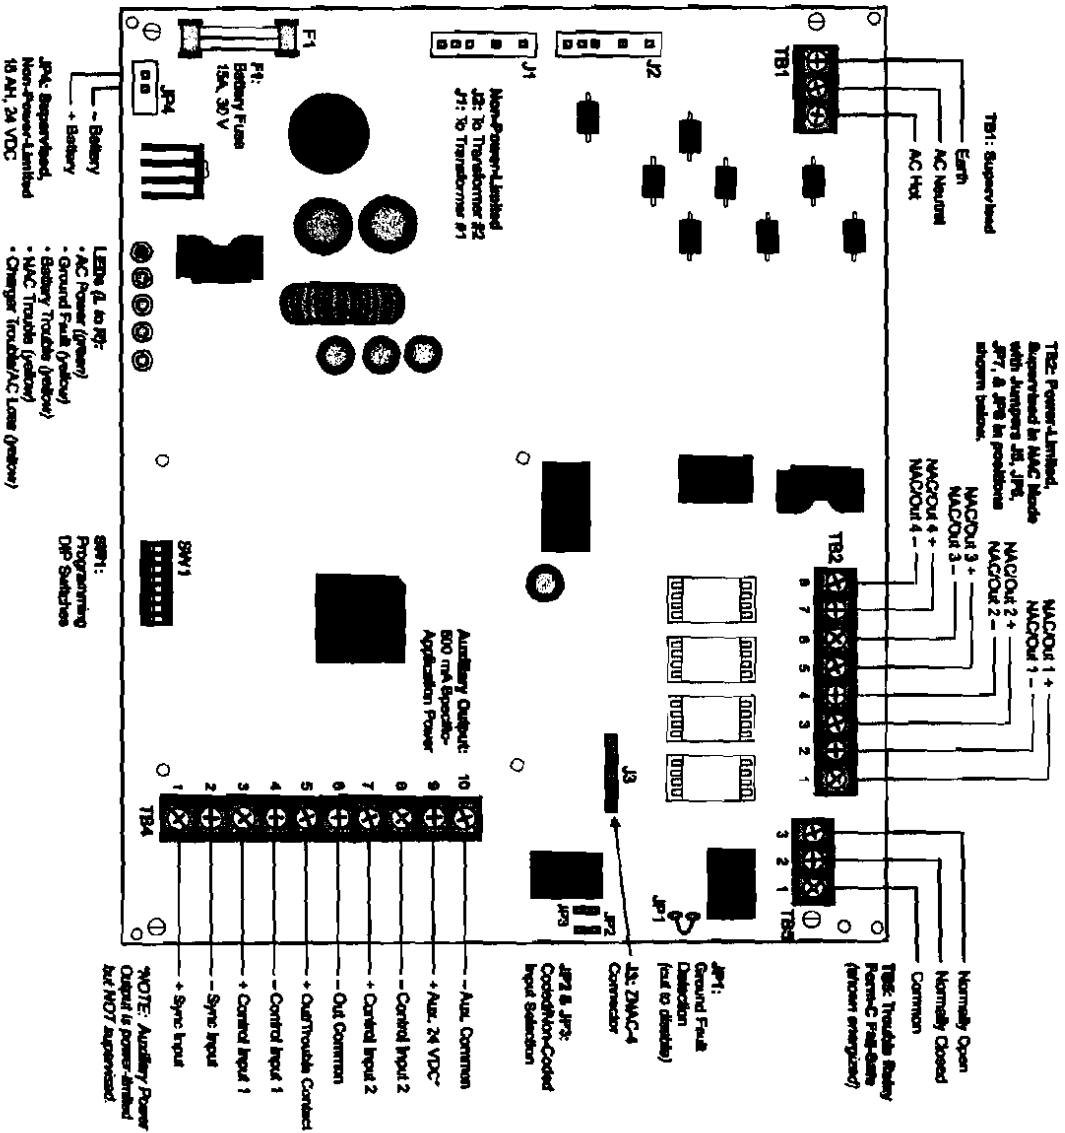 TB1: Supervised
Earth
AC Neutral
AC Hot
TB1
TB2: Power-Limited,
Supervised in NAC Mode
with Jumpers J5, JP6,
JP7, & JP8 in positions
shown below.
NAC/Out 4 –
NAC/Out 4 +
NAC/Out 3 –
NAC/Out 3 +
NAC/Out 2 –
NAC/Out 2 +
NAC/Out 1 –
NAC/Out 1 +
TB2
8
7
6
5
4
3
2
1
Normally Open
Normally Closed
Common
TB5: Trouble Relay
Form-C Fail-Safe
(shown energized)
3
2
1
TB5
J2
J1
Non-Power-Limited
J2: To Transformer #2
J1: To Transformer #1
F1
F1:
Battery Fuse
15A, 30 V
JP4
– Battery
+ Battery
JP4: Supervised,
Non-Power-Limited
18 AH, 24 VDC
LEDs (L to R):
• AC Power (green)
• Ground Fault (yellow)
• Battery Trouble (yellow)
• NAC Trouble (yellow)
• Charger Trouble/AC Loss (yellow)
SW1
SW1:
Programming
DIP Switches
Auxiliary Output:
500 mA Specific-
Application Power
J3
JP1
JP2
JP3
JP1:
Ground Fault
Detection
(cut to disable)
J3: ZNAC-4
Connector
JP2 & JP3:
Coded/Non-Coded
Input Selection
TB4
1
2
3
4
5
6
7
8
9
10
– Aux. Common
+ Aux. 24 VDC*
– Control Input 2
+ Control Input 2
– Out Common
+ Out/Trouble Contact
– Control Input 1
+ Control Input 1
– Sync Input
+ Sync Input
*NOTE: Auxiliary Power
Output is power-limited
but NOT supervised.